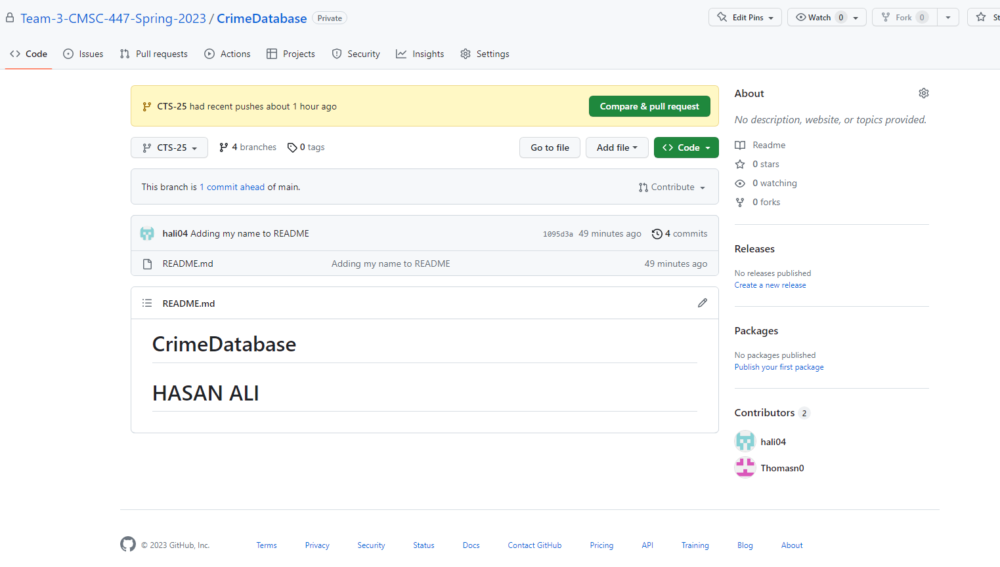 Team-3-CMSC-447-Spring-2023 / CrimeDatabase Private
Edit Pins Watch 0 Fork 0
Code Issues Pull requests Actions Projects Security Insights Settings
CTS-25 had recent pushes about 1 hour ago Compare & pull request
CTS-25 4 branches 0 tags Go to file Add file Code
This branch is 1 commit ahead of main. Contribute
hali04 Adding my name to README 1095d3a 49 minutes ago 4 commits
README.md Adding my name to README 49 minutes ago
README.md
CrimeDatabase
HASAN ALI
About
No description, website, or topics provided.
Readme
0 stars
0 watching
0 forks
Releases
No releases published
Create a new release
Packages
No packages published
Publish your first package
Contributors 2
hali04
Thomasn0
© 2023 GitHub, Inc. Terms Privacy Security Status Docs Contact GitHub Pricing API Training Blog About